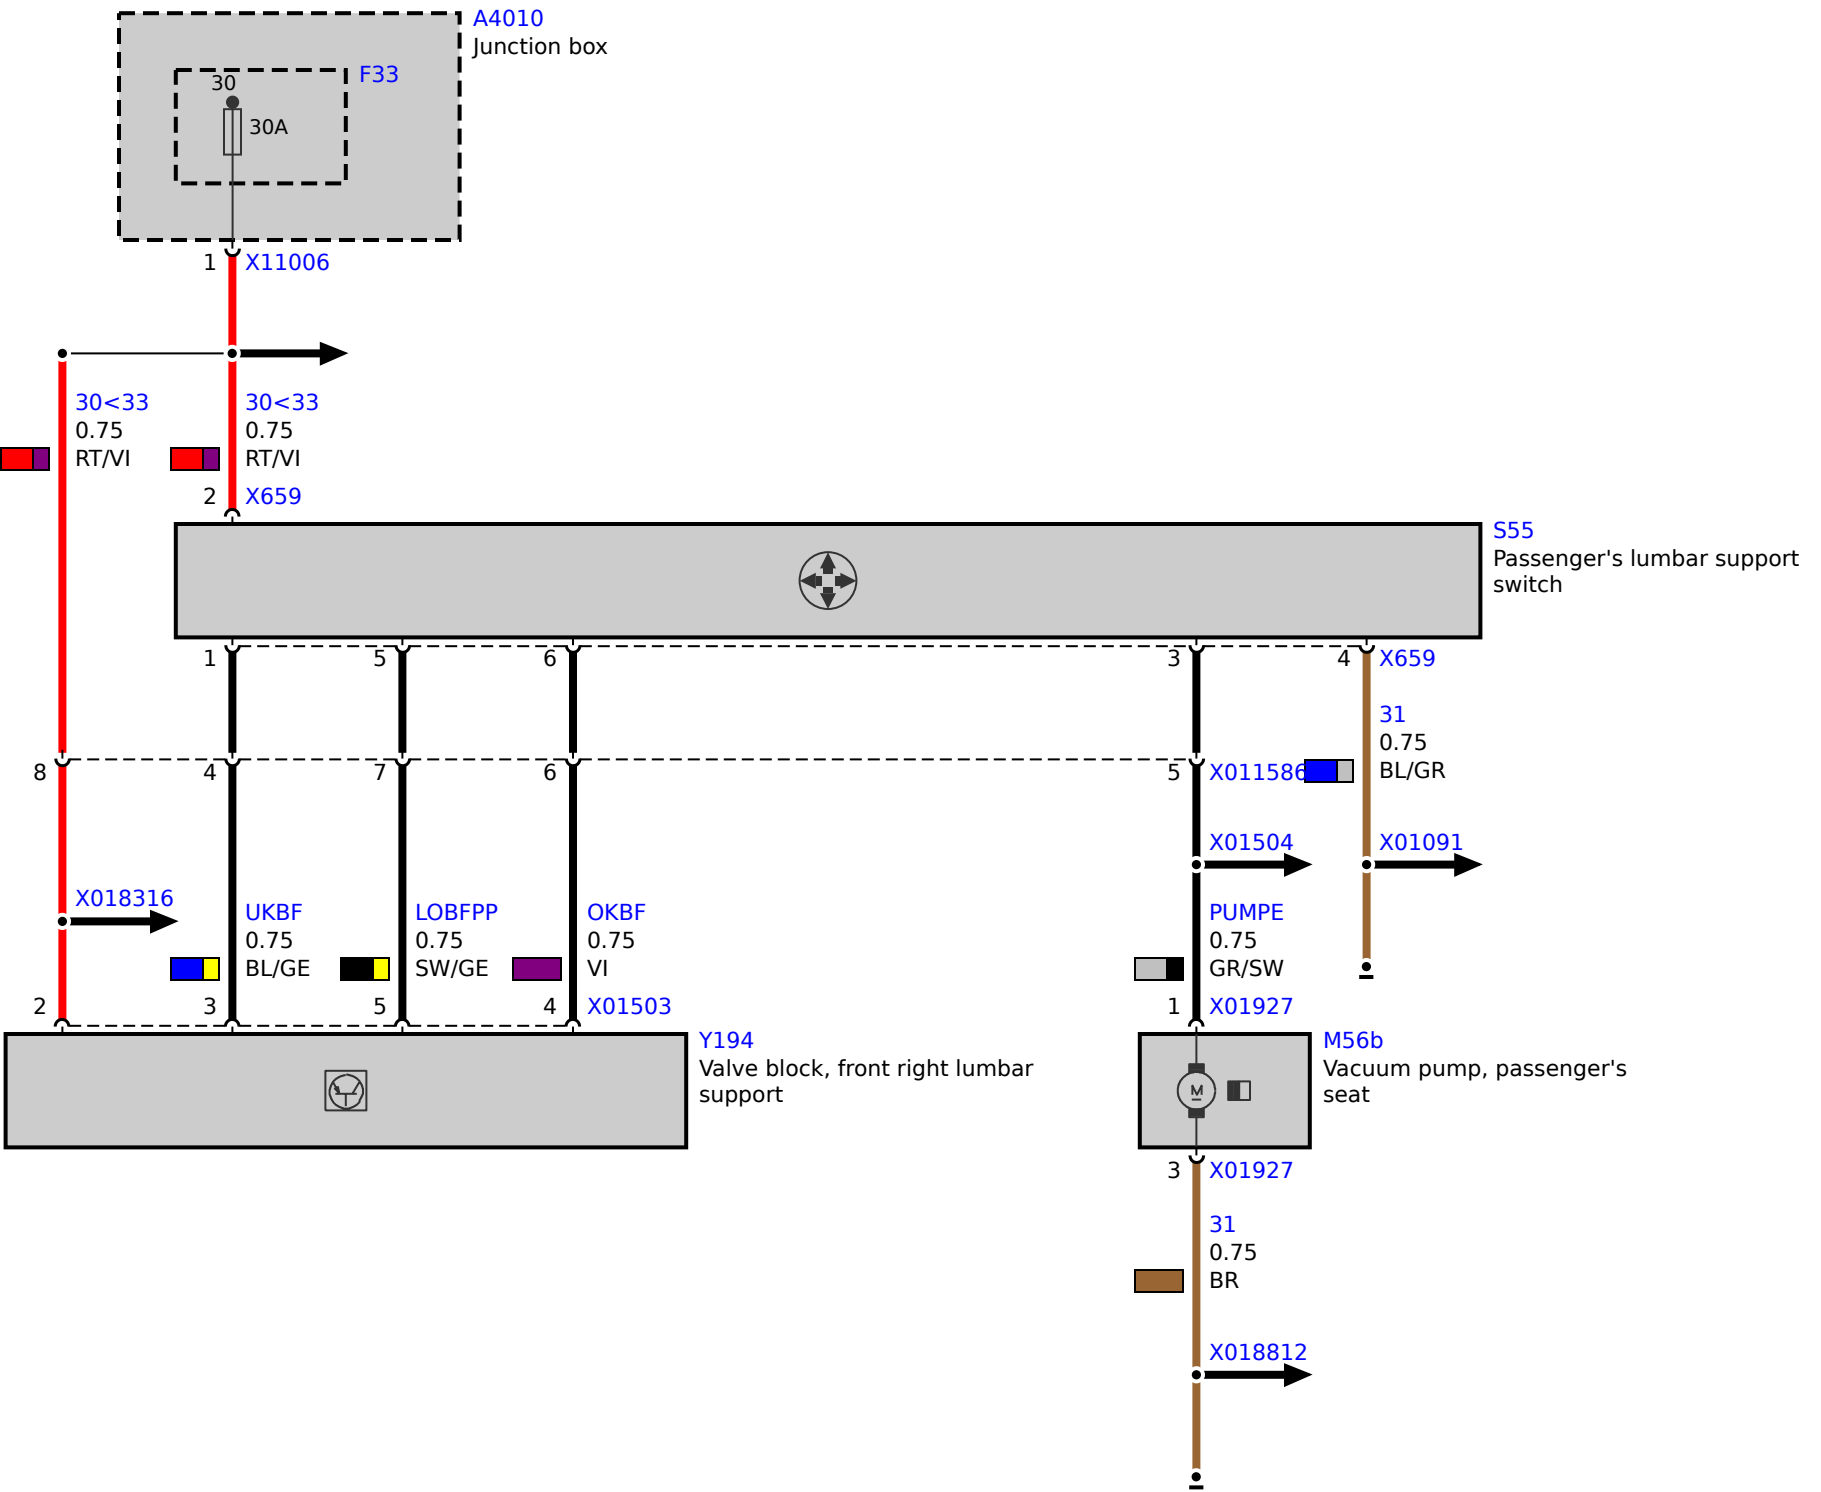 A4010
Junction box
F33
30
30A
1 X11006
30<33 30<33
0.75 0.75
RT/VI RT/VI
2 X659
S55
Passenger's lumbar support
switch
1 5 6 3 4 X659
31
0.75
BL/GR
8 4 7 6 5 X011586
X01504 X01091
X018316
UKBF LOBFPP OKBF PUMPE
0.75 0.75 0.75 0.75
BL/GE SW/GE VI GR/SW
2 3 5 4 X01503 1 X01927
Y194
Valve block, front right lumbar
support
M56b
Vacuum pump, passenger's
seat
M
3 X01927
31
0.75
BR
X018812